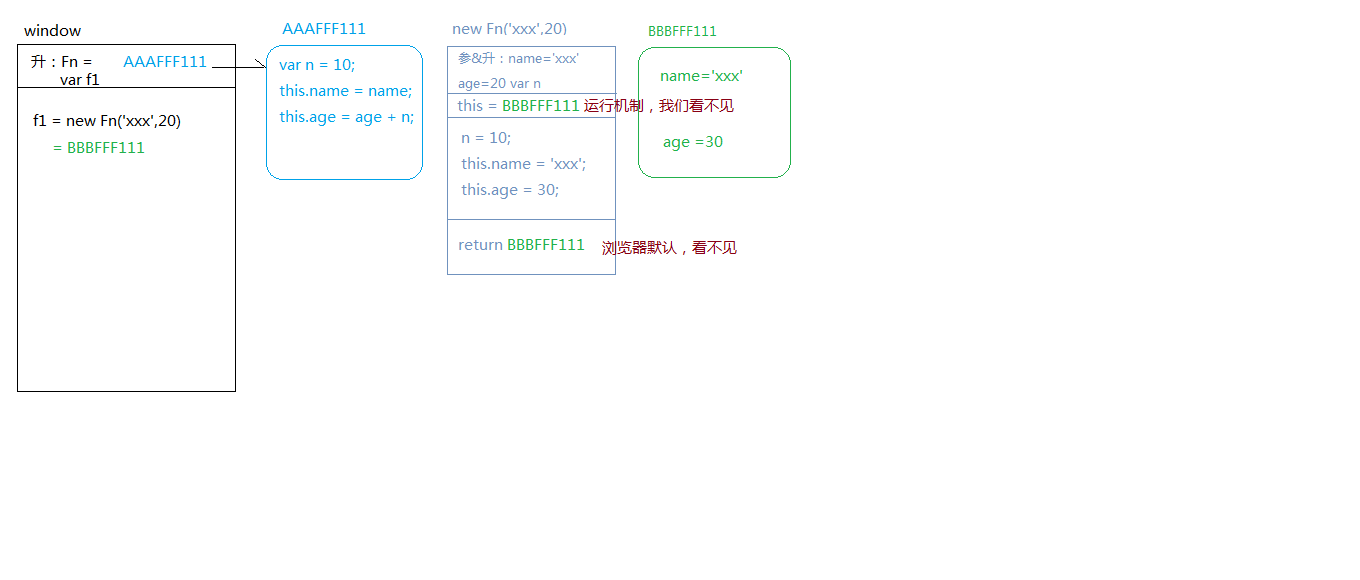 window
升：Fn = AAAFFF111
var f1
f1 = new Fn('xxx',20)
= BBBFFF111
AAAFFF111
var n = 10;
this.name = name;
this.age = age + n;
new Fn('xxx',20)
参&升：name='xxx'
age=20 var n
this = BBBFFF111 运行机制，我们看不见
n = 10;
this.name = 'xxx';
this.age = 30;
return BBBFFF111 浏览器默认，看不见
BBBFFF111
name='xxx'
age =30